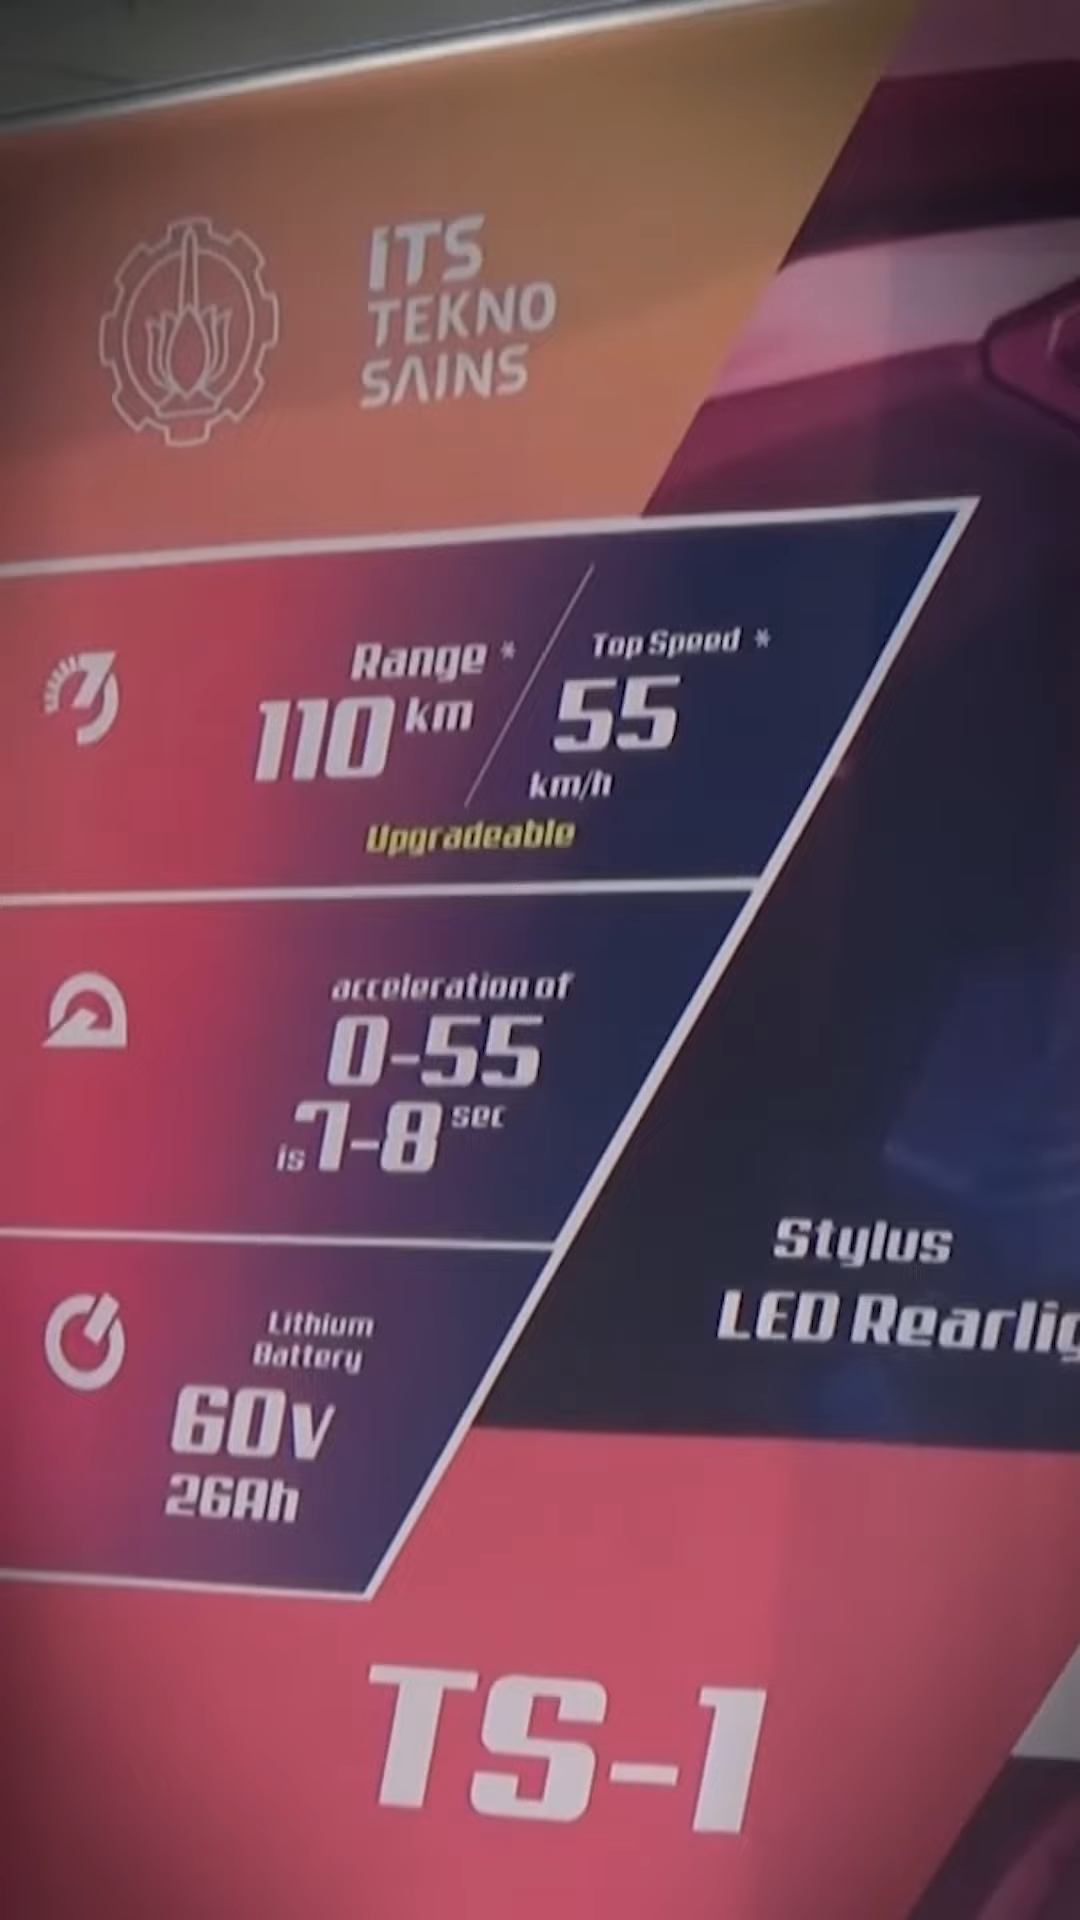 ITS
TEKNO
SAINS
Range *
110 km
Top Speed *
55
km/h
Upgradeable
acceleration of
0-55
is 7-8 sec
Lithium
Battery
60V
26Ah
Stylus
LED
TS-1